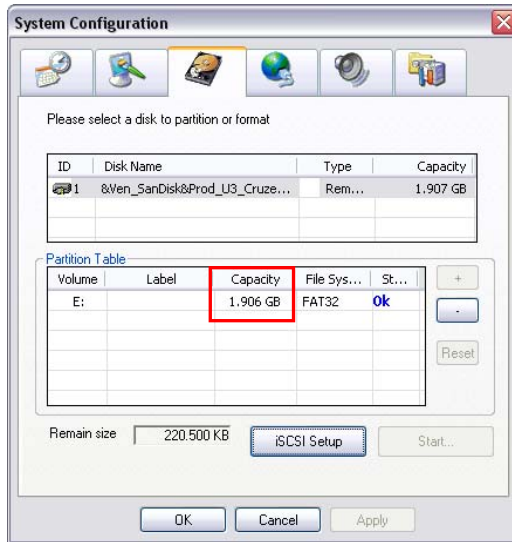 System Configuration
Please select a disk to partition or format
ID Disk Name Type Capacity
1 &Ven_SanDisk&Prod_U3_Cruze... Rem... 1.907 GB
Partition Table
Volume Label Capacity File Sys... St...
E: 1.906 GB FAT32 Ok
+
-
Reset
Remain size 220.500 KB iSCSI Setup Start...
OK Cancel Apply